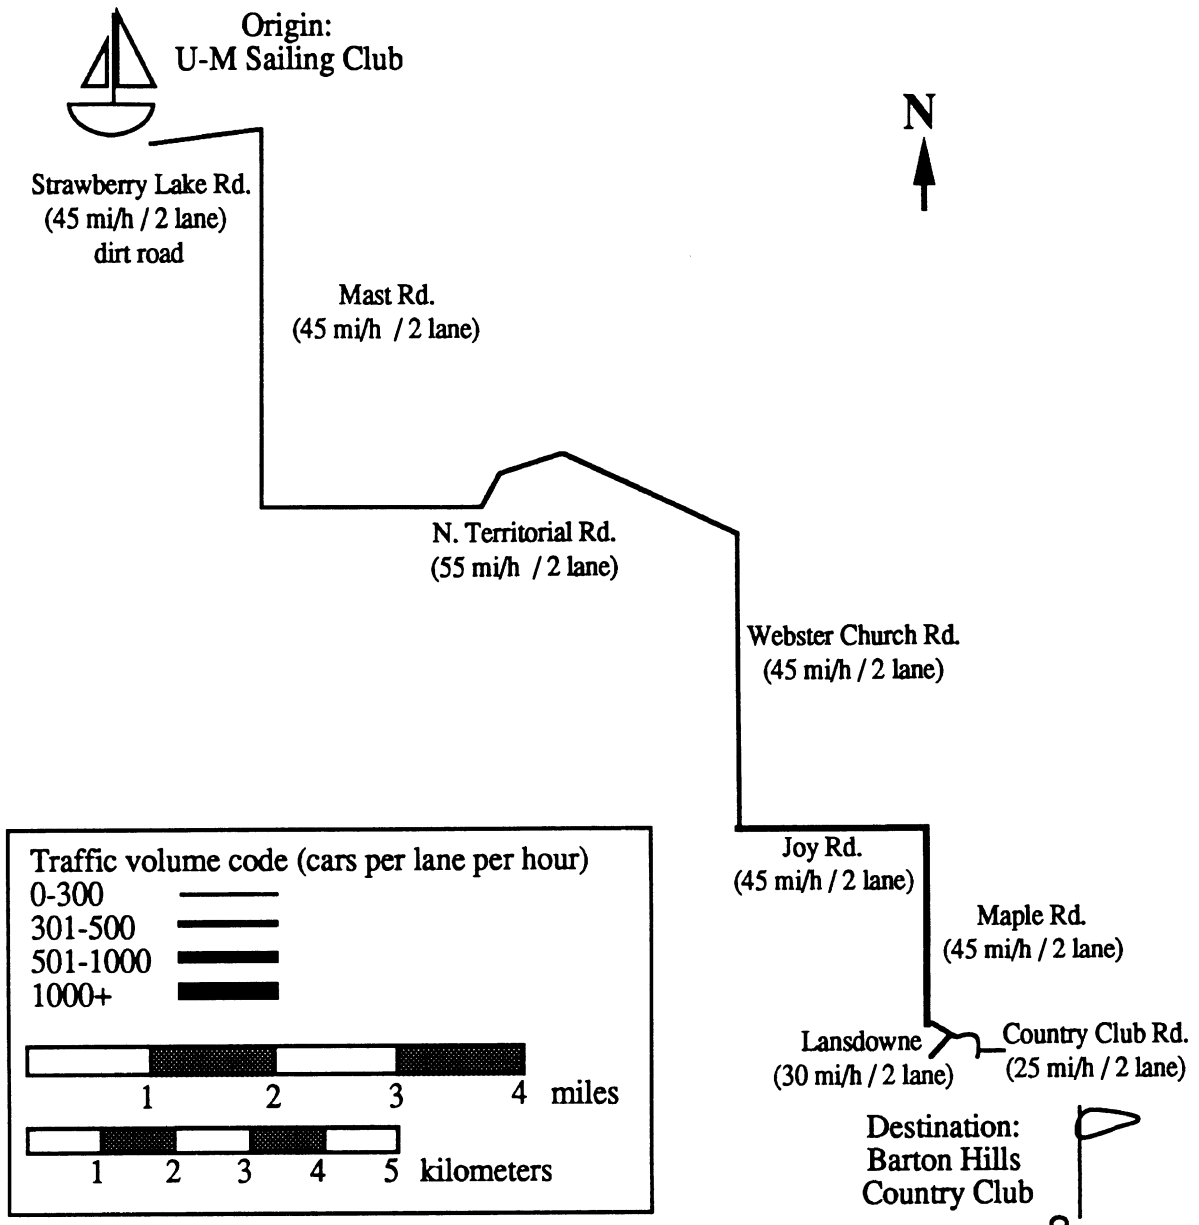 Origin:
U-M Sailing Club
N
Strawberry Lake Rd.
(45 mi/h / 2 lane)
dirt road
Mast Rd.
(45 mi/h / 2 lane)
N. Territorial Rd.
(55 mi/h / 2 lane)
Webster Church Rd.
(45 mi/h / 2 lane)
Joy Rd.
(45 mi/h / 2 lane)
Maple Rd.
(45 mi/h / 2 lane)
Lansdowne
(30 mi/h / 2 lane)
Country Club Rd.
(25 mi/h / 2 lane)
Destination:
Barton Hills
Country Club
Traffic volume code (cars per lane per hour)
0-300
301-500
501-1000
1000+
1 2 3 4 miles
1 2 3 4 5 kilometers